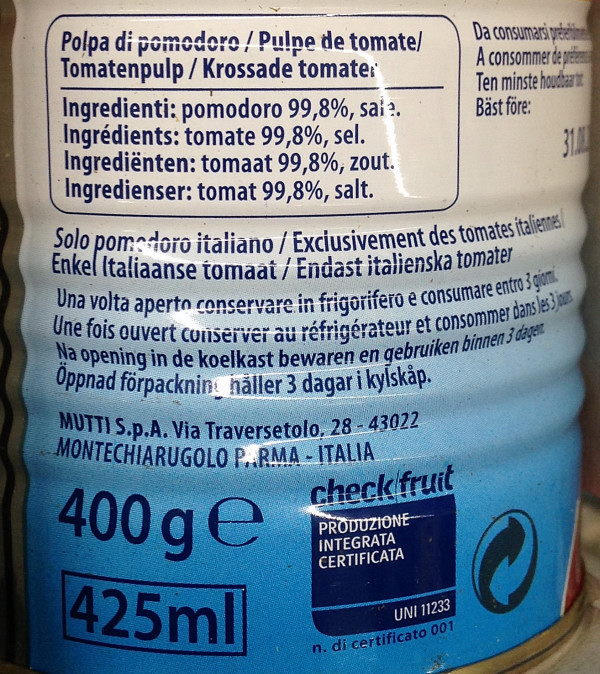 Polpa di pomodoro / Pulpe de tomate/
Tomatenpulp / Krossade tomater
Ingredienti: pomodoro 99,8%, sale.
Ingrédients: tomate 99,8%, sel.
Ingrediënten: tomaat 99,8%, zout.
Ingredienser: tomat 99,8%, salt.
Da consumarsi
A consommer de
Ten minste houdbaar tot:
Bäst före:
Solo pomodoro italiano / Exclusivement des tomates italiennes /
Enkel Italiaanse tomaat / Endast italienska tomater
Una volta aperto conservare in frigorifero e consumare entro 3 giorni.
Une fois ouvert conserver au réfrigérateur et consommer dans les 3 jours
Na opening in de koelkast bewaren en gebruiken binnen 3 dagen
Öppnad förpackning håller 3 dagar i kylskåp.
MUTTI S.p.A. Via Traversetolo, 28 - 43022
MONTECHIARUGOLO PARMA - ITALIA
400 g e
425ml
check fruit
PRODUZIONE
INTEGRATA
CERTIFICATA
UNI 11233
n. di certificato 001